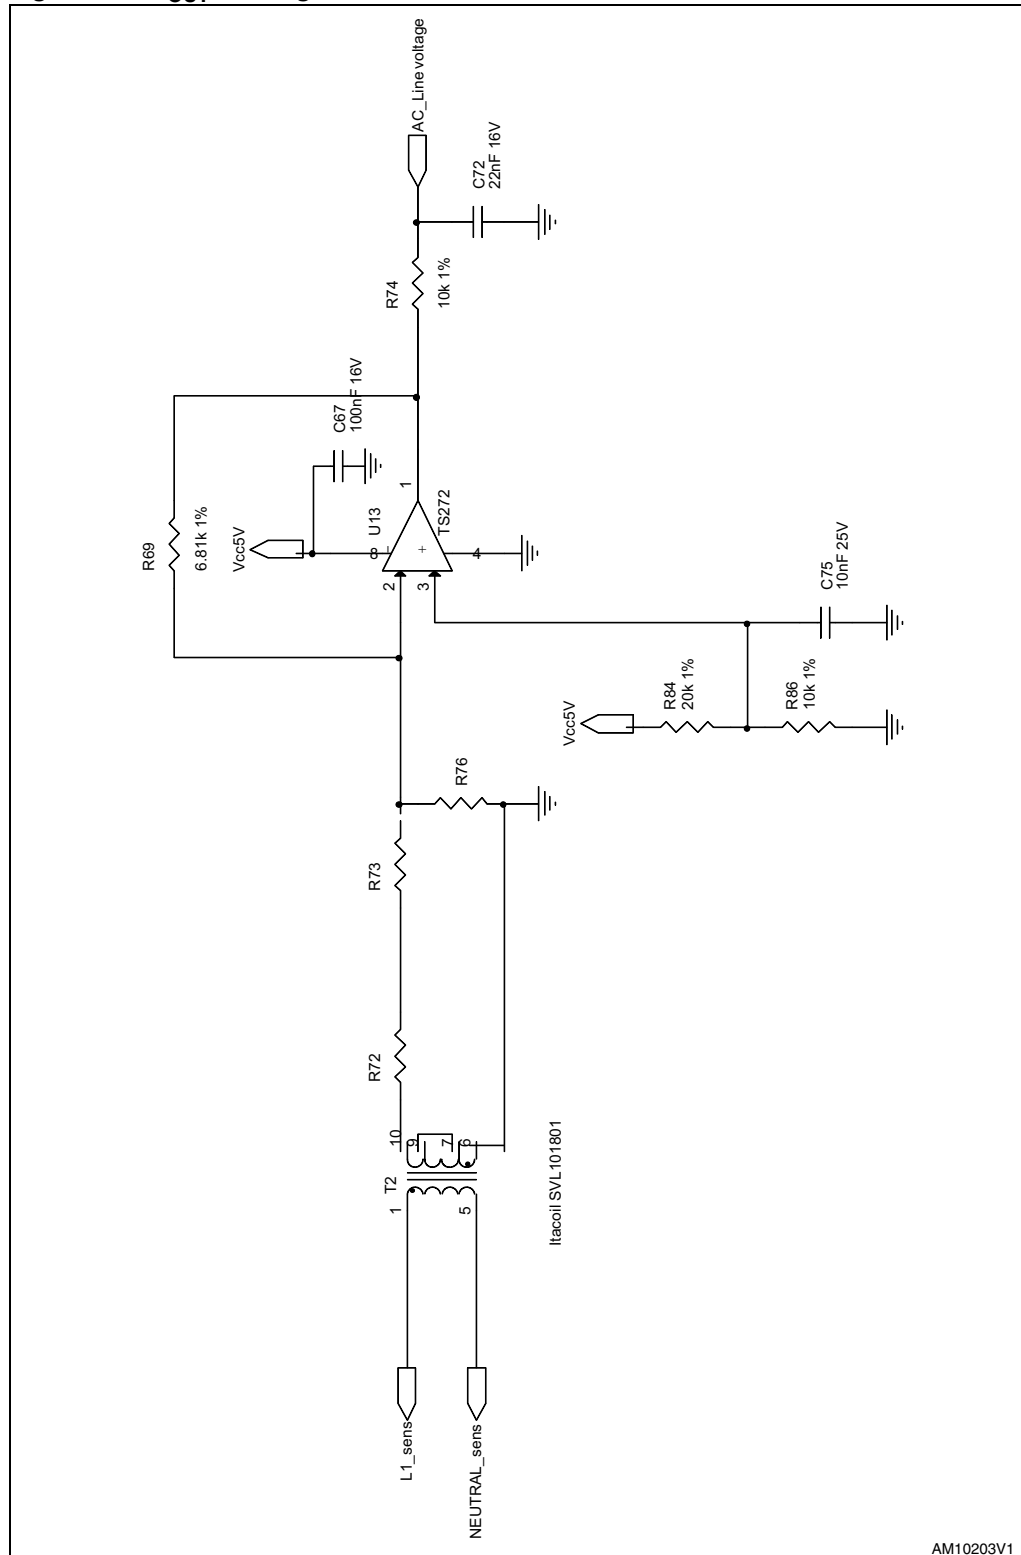 AC_Line voltage
C72
22nF 16V
R74
10k 1%
C67
100nF 16V
R69
6.81k 1%
Vcc5V
U13
TS272
1
8
4
2
3
-
+
C75
10nF 25V
R84
20k 1%
R86
10k 1%
Vcc5V
R76
R73
R72
10
9
7
6
T2
1
5
Itacoil SVL101801
L1_sens
NEUTRAL_sens
AM10203V1